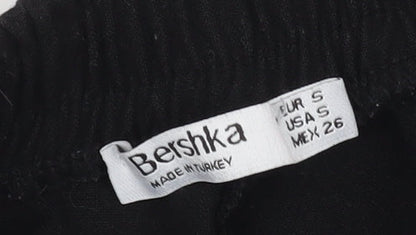 Bershka
MADE IN TURKEY
EUR S
USA S
MEX 26